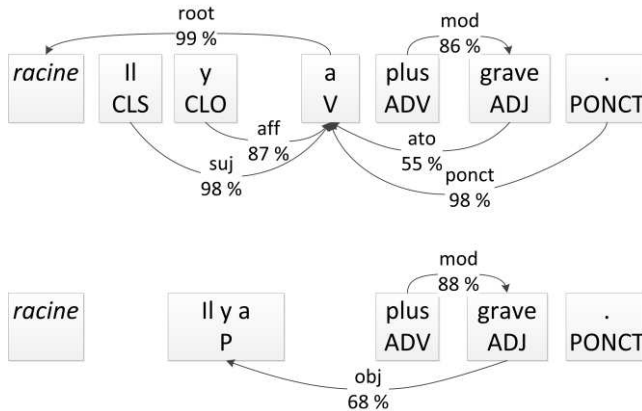 root
99 %
mod
86 %
racine Il y a plus grave .
CLS CLO V ADV ADJ PONCT
aff
87 %
ato
55 %
suj
98 %
ponct
98 %
mod
88 %
racine Il y a plus grave .
P ADV ADJ PONCT
obj
68 %